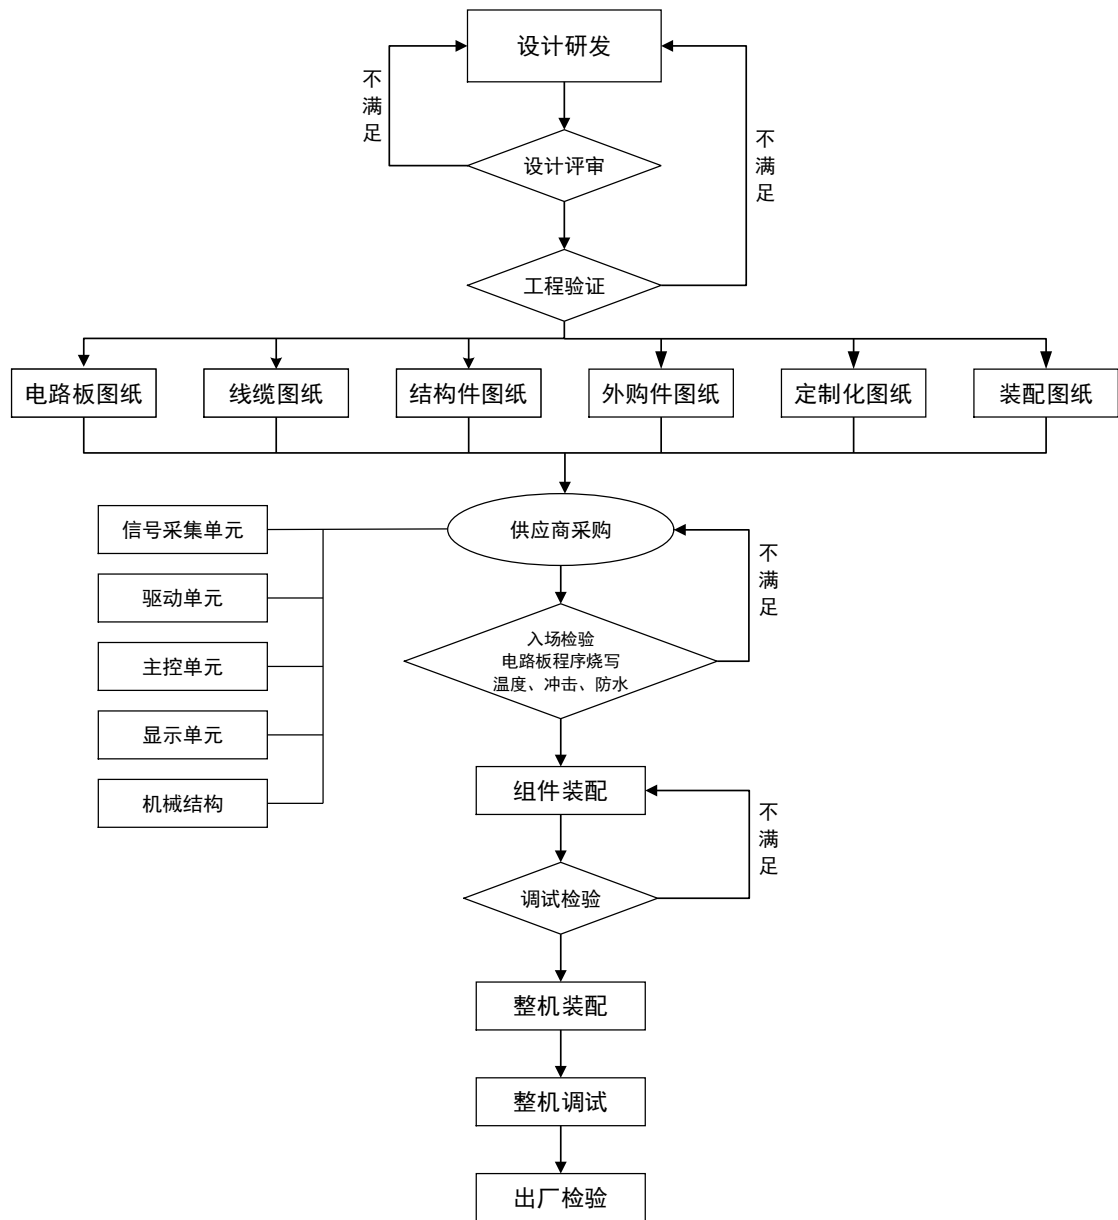 设计研发
不满足
设计评审
不满足
工程验证
电路板图纸
线缆图纸
结构件图纸
外购件图纸
定制化图纸
装配图纸
信号采集单元
供应商采购
不满足
驱动单元
主控单元
入场检验
电路板程序烧写
温度、冲击、防水
显示单元
机械结构
组件装配
不满足
调试检验
整机装配
整机调试
出厂检验